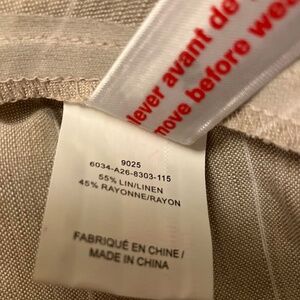 lever avant de
move before wea
9025
6034-A26-8303-115
55% LIN/LINEN
45% RAYONNE/RAYON
FABRIQUÉ EN CHINE/
MADE IN CHINA